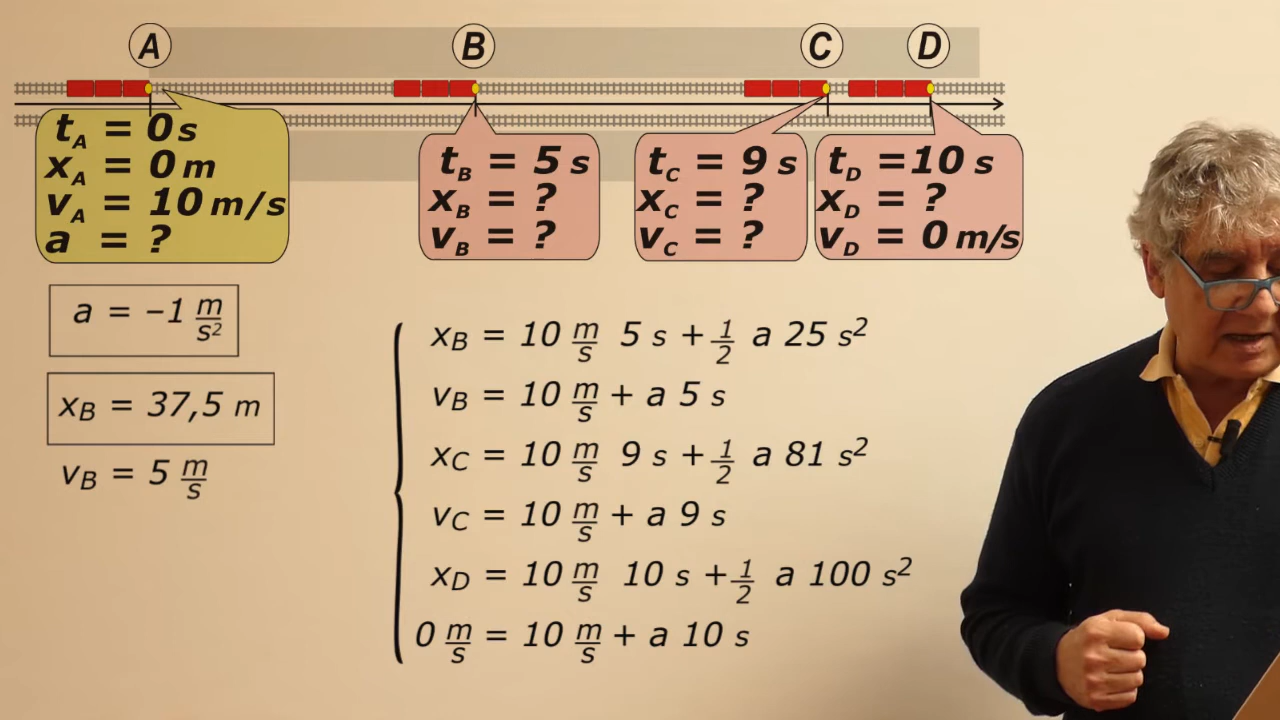 A B C D
t_A = 0 s
x_A = 0 m
v_A = 10 m/s
a = ?
t_B = 5 s
x_B = ?
v_B = ?
t_C = 9 s
x_C = ?
v_C = ?
t_D =10 s
x_D = ?
v_D = 0 m/s
a = −1 m/s²
x_B = 37,5 m
v_B = 5 m/s
x_B = 10 m/s 5 s + 1/2 a 25 s²
v_B = 10 m/s + a 5 s
x_C = 10 m/s 9 s + 1/2 a 81 s²
v_C = 10 m/s + a 9 s
x_D = 10 m/s 10 s + 1/2 a 100 s²
0 m/s = 10 m/s + a 10 s